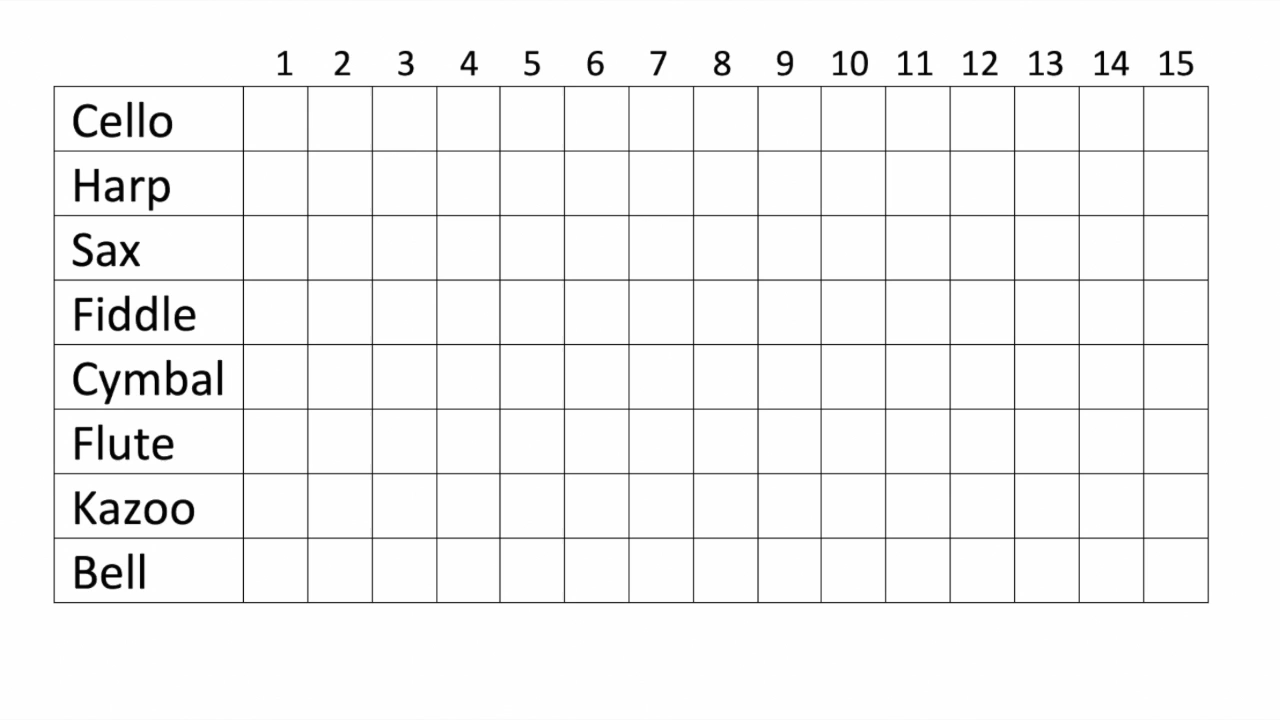 1 2 3 4 5 6 7 8 9 10 11 12 13 14 15
Cello
Harp
Sax
Fiddle
Cymbal
Flute
Kazoo
Bell